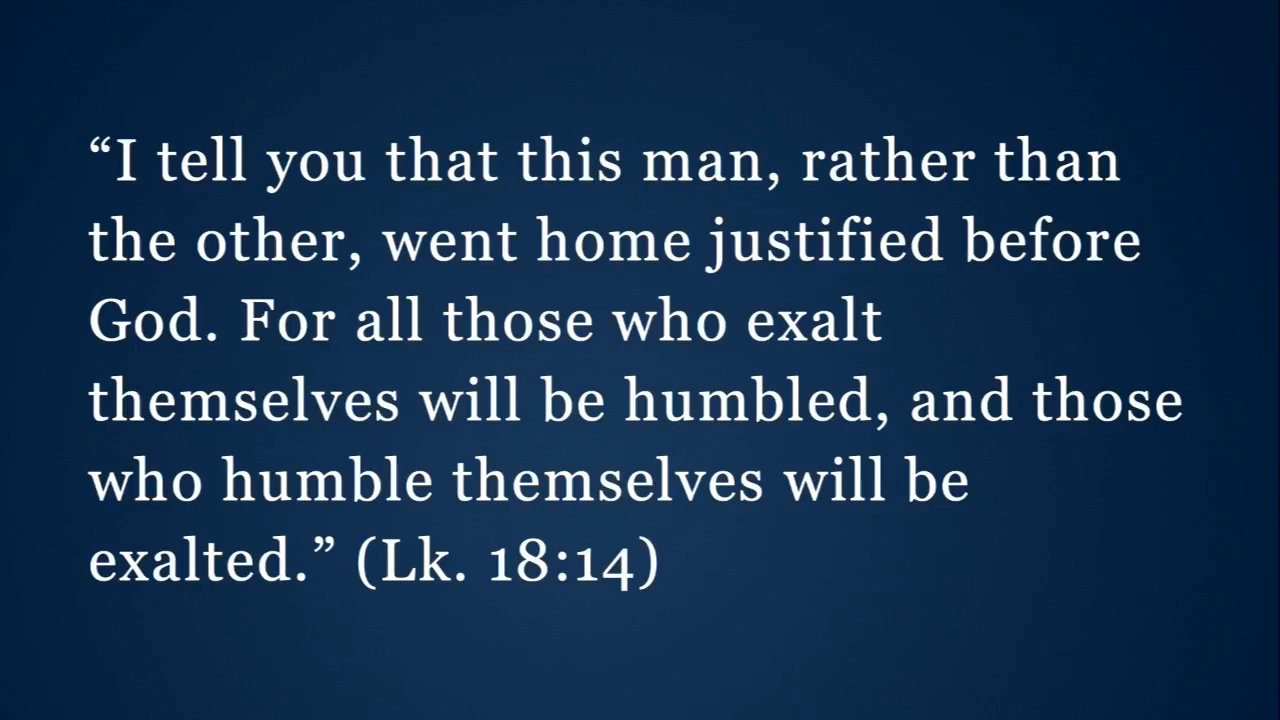 “I tell you that this man, rather than
the other, went home justified before
God. For all those who exalt
themselves will be humbled, and those
who humble themselves will be
exalted.” (Lk. 18:14)